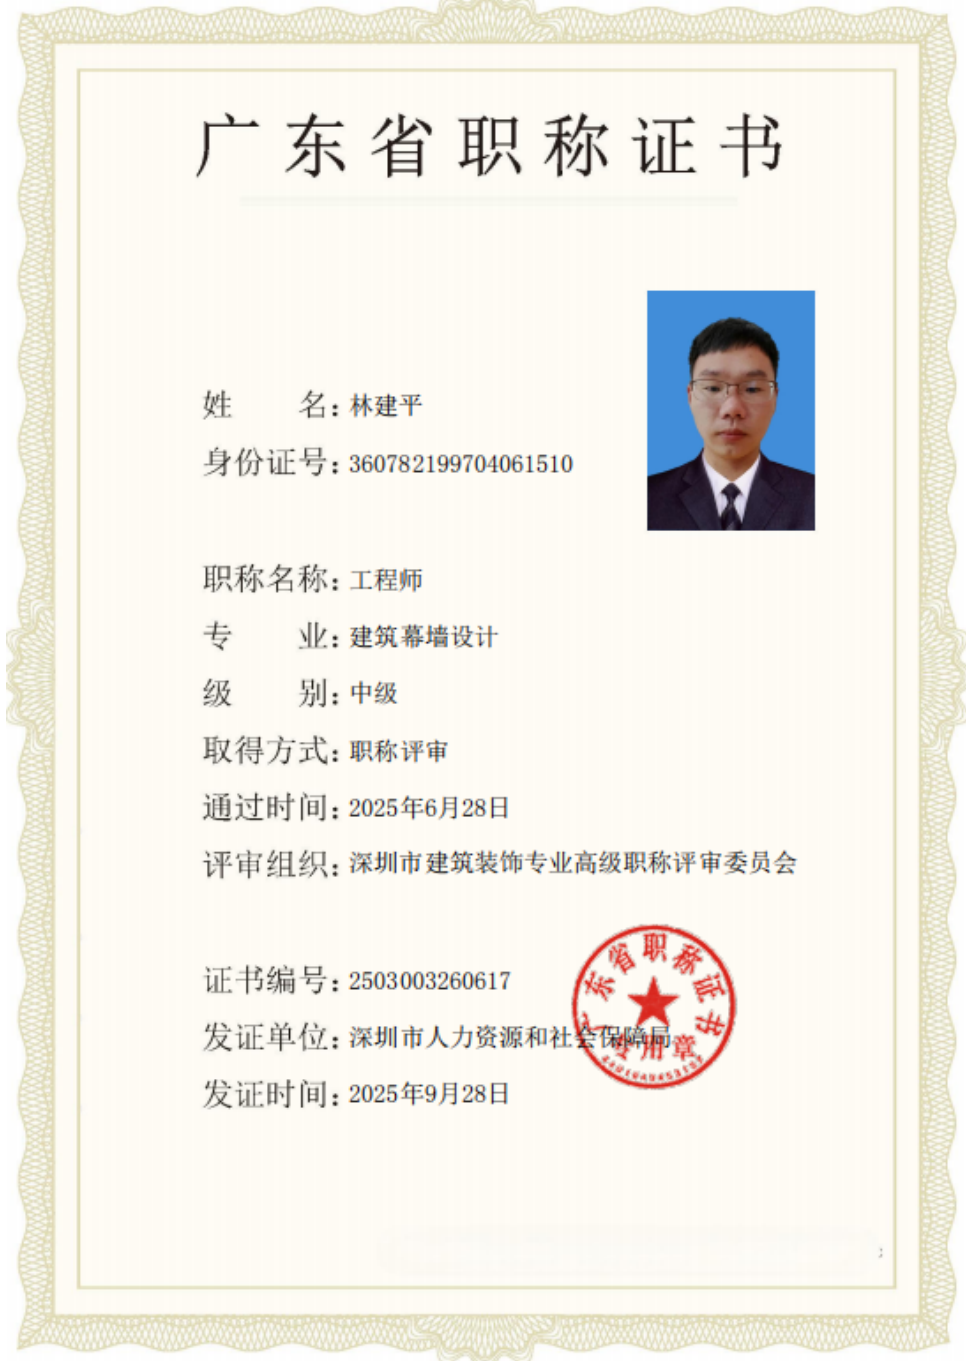 广东省职称证书
姓 名：林建平
身份证号：360782199704061510
职称名称：工程师
专 业：建筑幕墙设计
级 别：中级
取得方式：职称评审
通过时间：2025年6月28日
评审组织：深圳市建筑装饰专业高级职称评审委员会
证书编号：2503003260617
发证单位：深圳市人力资源和社会保障局
发证时间：2025年9月28日
广东省职称证书
专用章